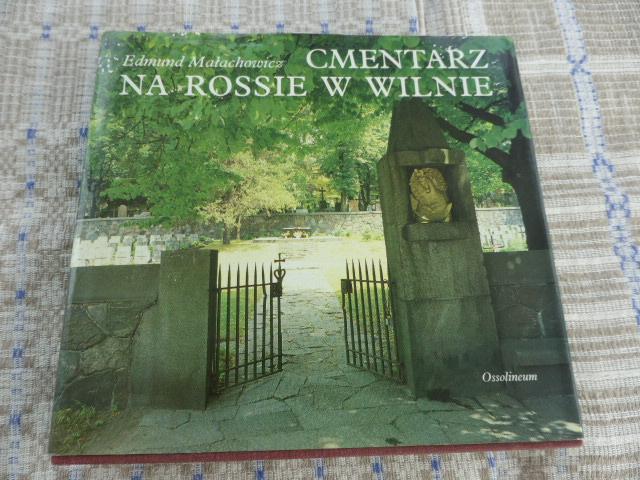 Edmund Małachowicz CMENTARZ
NA ROSSIE W WILNIE
Ossolineum